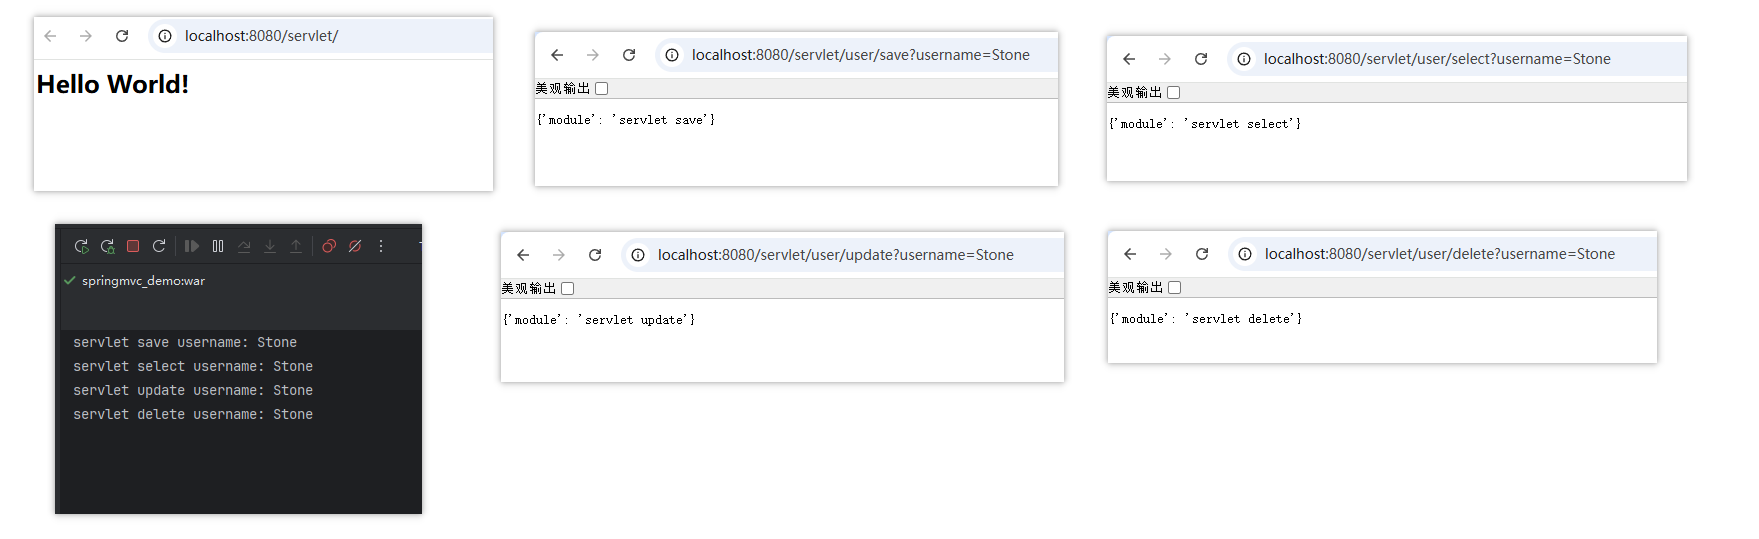 localhost:8080/servlet/
Hello World!
localhost:8080/servlet/user/save?username=Stone
美观输出
{'module': 'servlet save'}
localhost:8080/servlet/user/select?username=Stone
美观输出
{'module': 'servlet select'}
springmvc_demo:war
servlet save username: Stone
servlet select username: Stone
servlet update username: Stone
servlet delete username: Stone
localhost:8080/servlet/user/update?username=Stone
美观输出
{'module': 'servlet update'}
localhost:8080/servlet/user/delete?username=Stone
美观输出
{'module': 'servlet delete'}